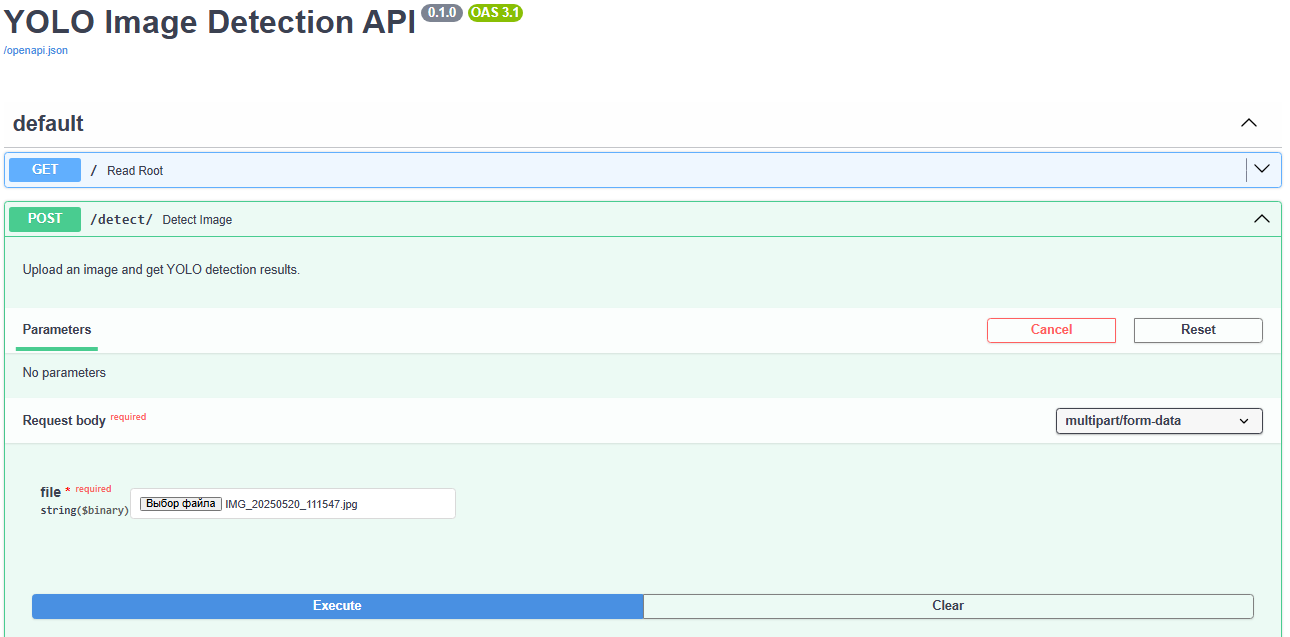 YOLO Image Detection API 0.1.0 OAS 3.1
/openapi.json
default
GET / Read Root
POST /detect/ Detect Image
Upload an image and get YOLO detection results.
Parameters Cancel Reset
No parameters
Request body required multipart/form-data
file * required
string($binary) Выбор файла IMG_20250520_111547.jpg
Execute Clear